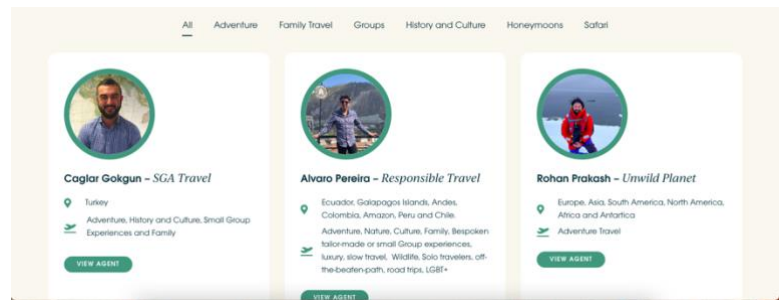 All Adventure Family Travel Groups History and Culture Honeymoons Safari
Caglar Gokgun – SGA Travel
Turkey
Adventure, History and Culture, Small Group
Experiences and Family
VIEW AGENT
Alvaro Pereira – Responsible Travel
Ecuador, Galapagos Islands, Andes,
Colombia, Amazon, Peru and Chile.
Adventure, Nature, Culture, Family, Bespoken
tailor-made or small Group experiences,
luxury, slow travel, Wildlife, Solo travelers, off-
the-beaten-path, road trips, LGBT+
VIEW AGENT
Rohan Prakash – Unwild Planet
Europe, Asia, South America, North America,
Africa and Antartica
Adventure Travel
VIEW AGENT